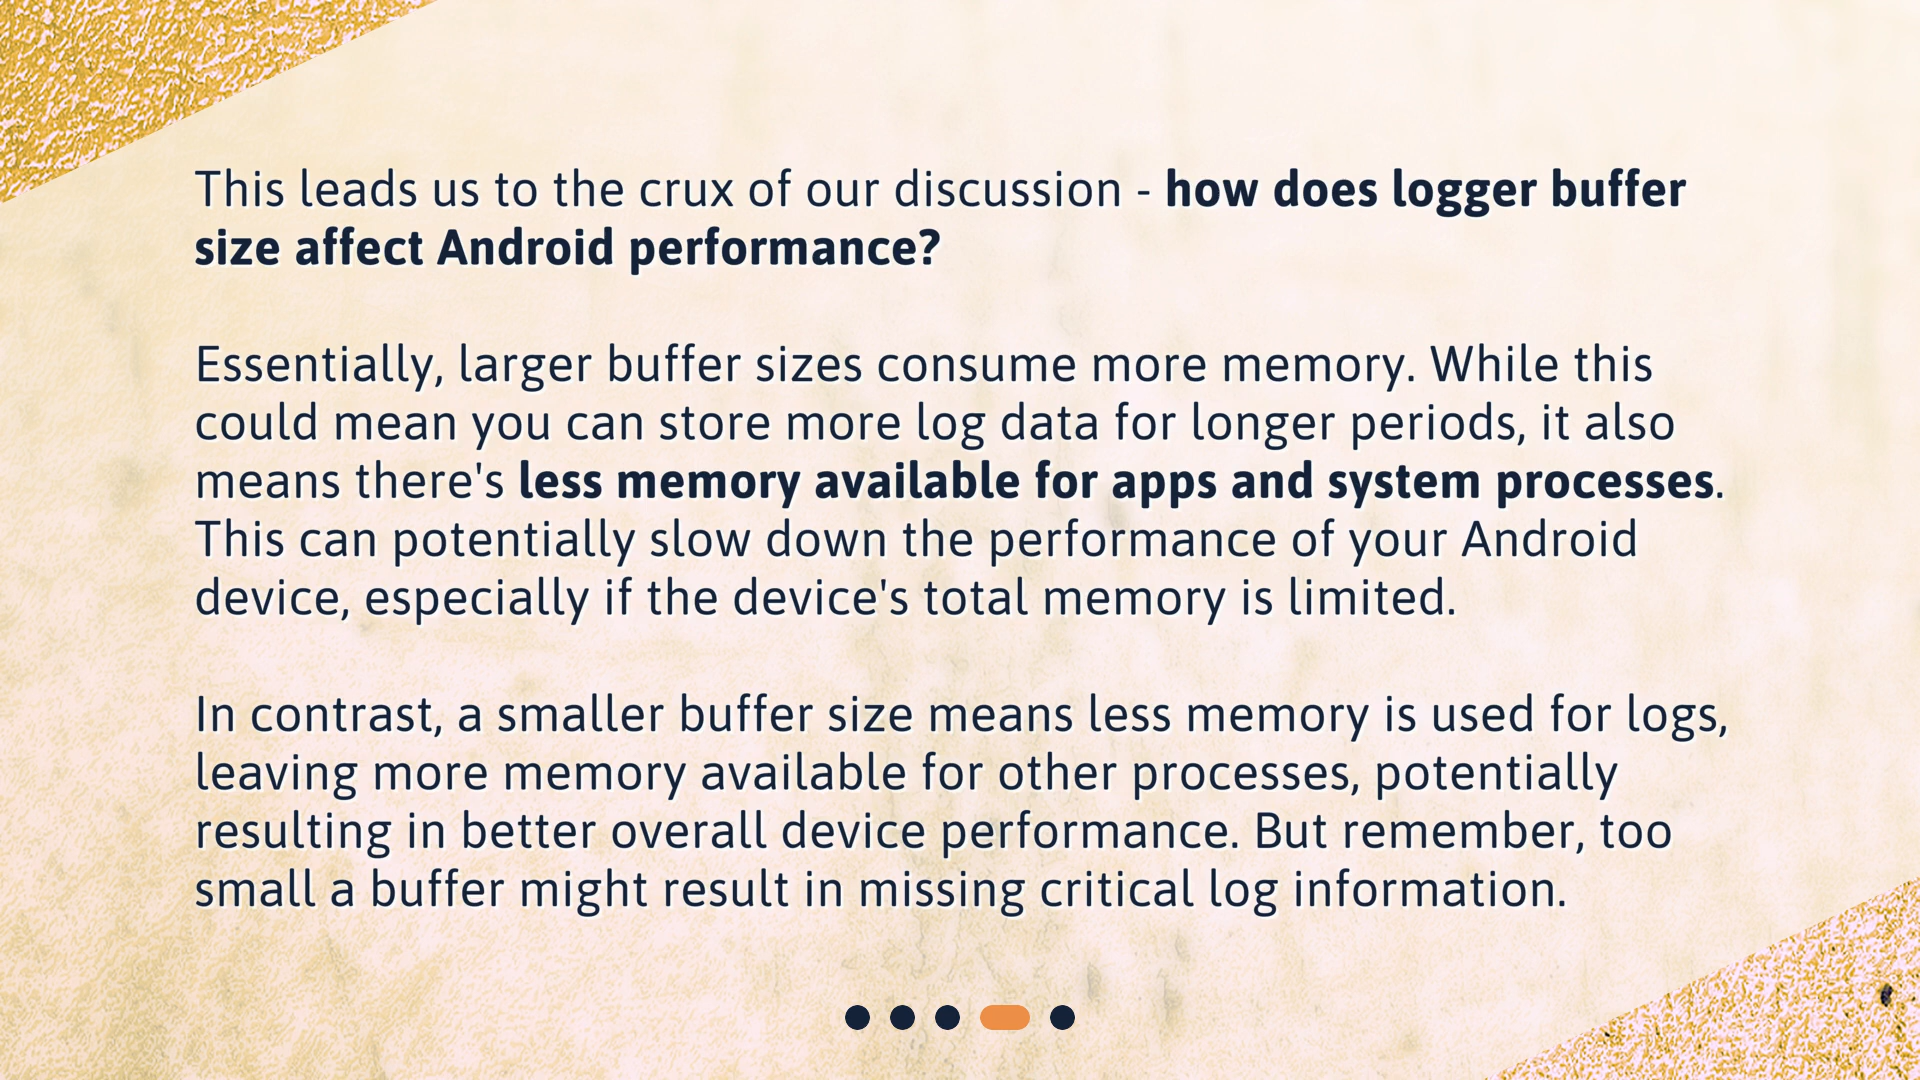 This leads us to the crux of our discussion - how does logger buffer
size affect Android performance?
Essentially, larger buffer sizes consume more memory. While this
could mean you can store more log data for longer periods, it also
means there's less memory available for apps and system processes.
This can potentially slow down the performance of your Android
device, especially if the device's total memory is limited.
In contrast, a smaller buffer size means less memory is used for logs,
leaving more memory available for other processes, potentially
resulting in better overall device performance. But remember, too
small a buffer might result in missing critical log information.